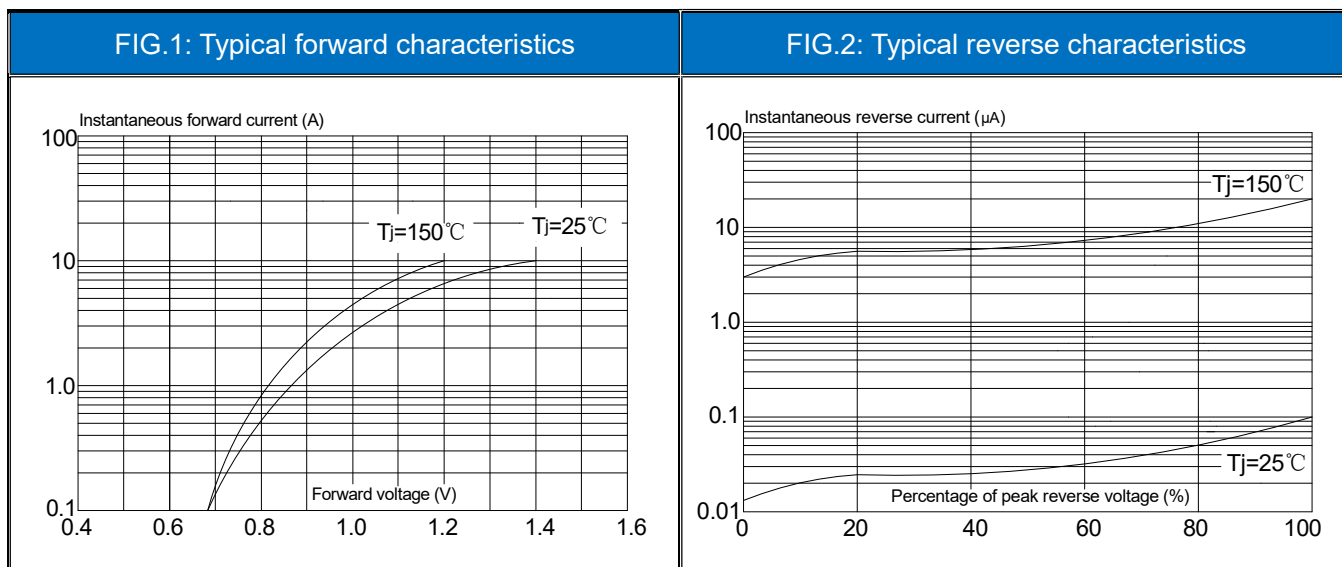 FIG.1: Typical forward characteristics
Instantaneous forward current (A)
100
10
1.0
0.1
Tj=150℃
Tj=25℃
Forward voltage (V)
0.4
0.6
0.8
1.0
1.2
1.4
1.6
FIG.2: Typical reverse characteristics
Instantaneous reverse current (μA)
100
10
1.0
0.1
0.01
Tj=150℃
Tj=25℃
Percentage of peak reverse voltage (%)
0
20
40
60
80
100